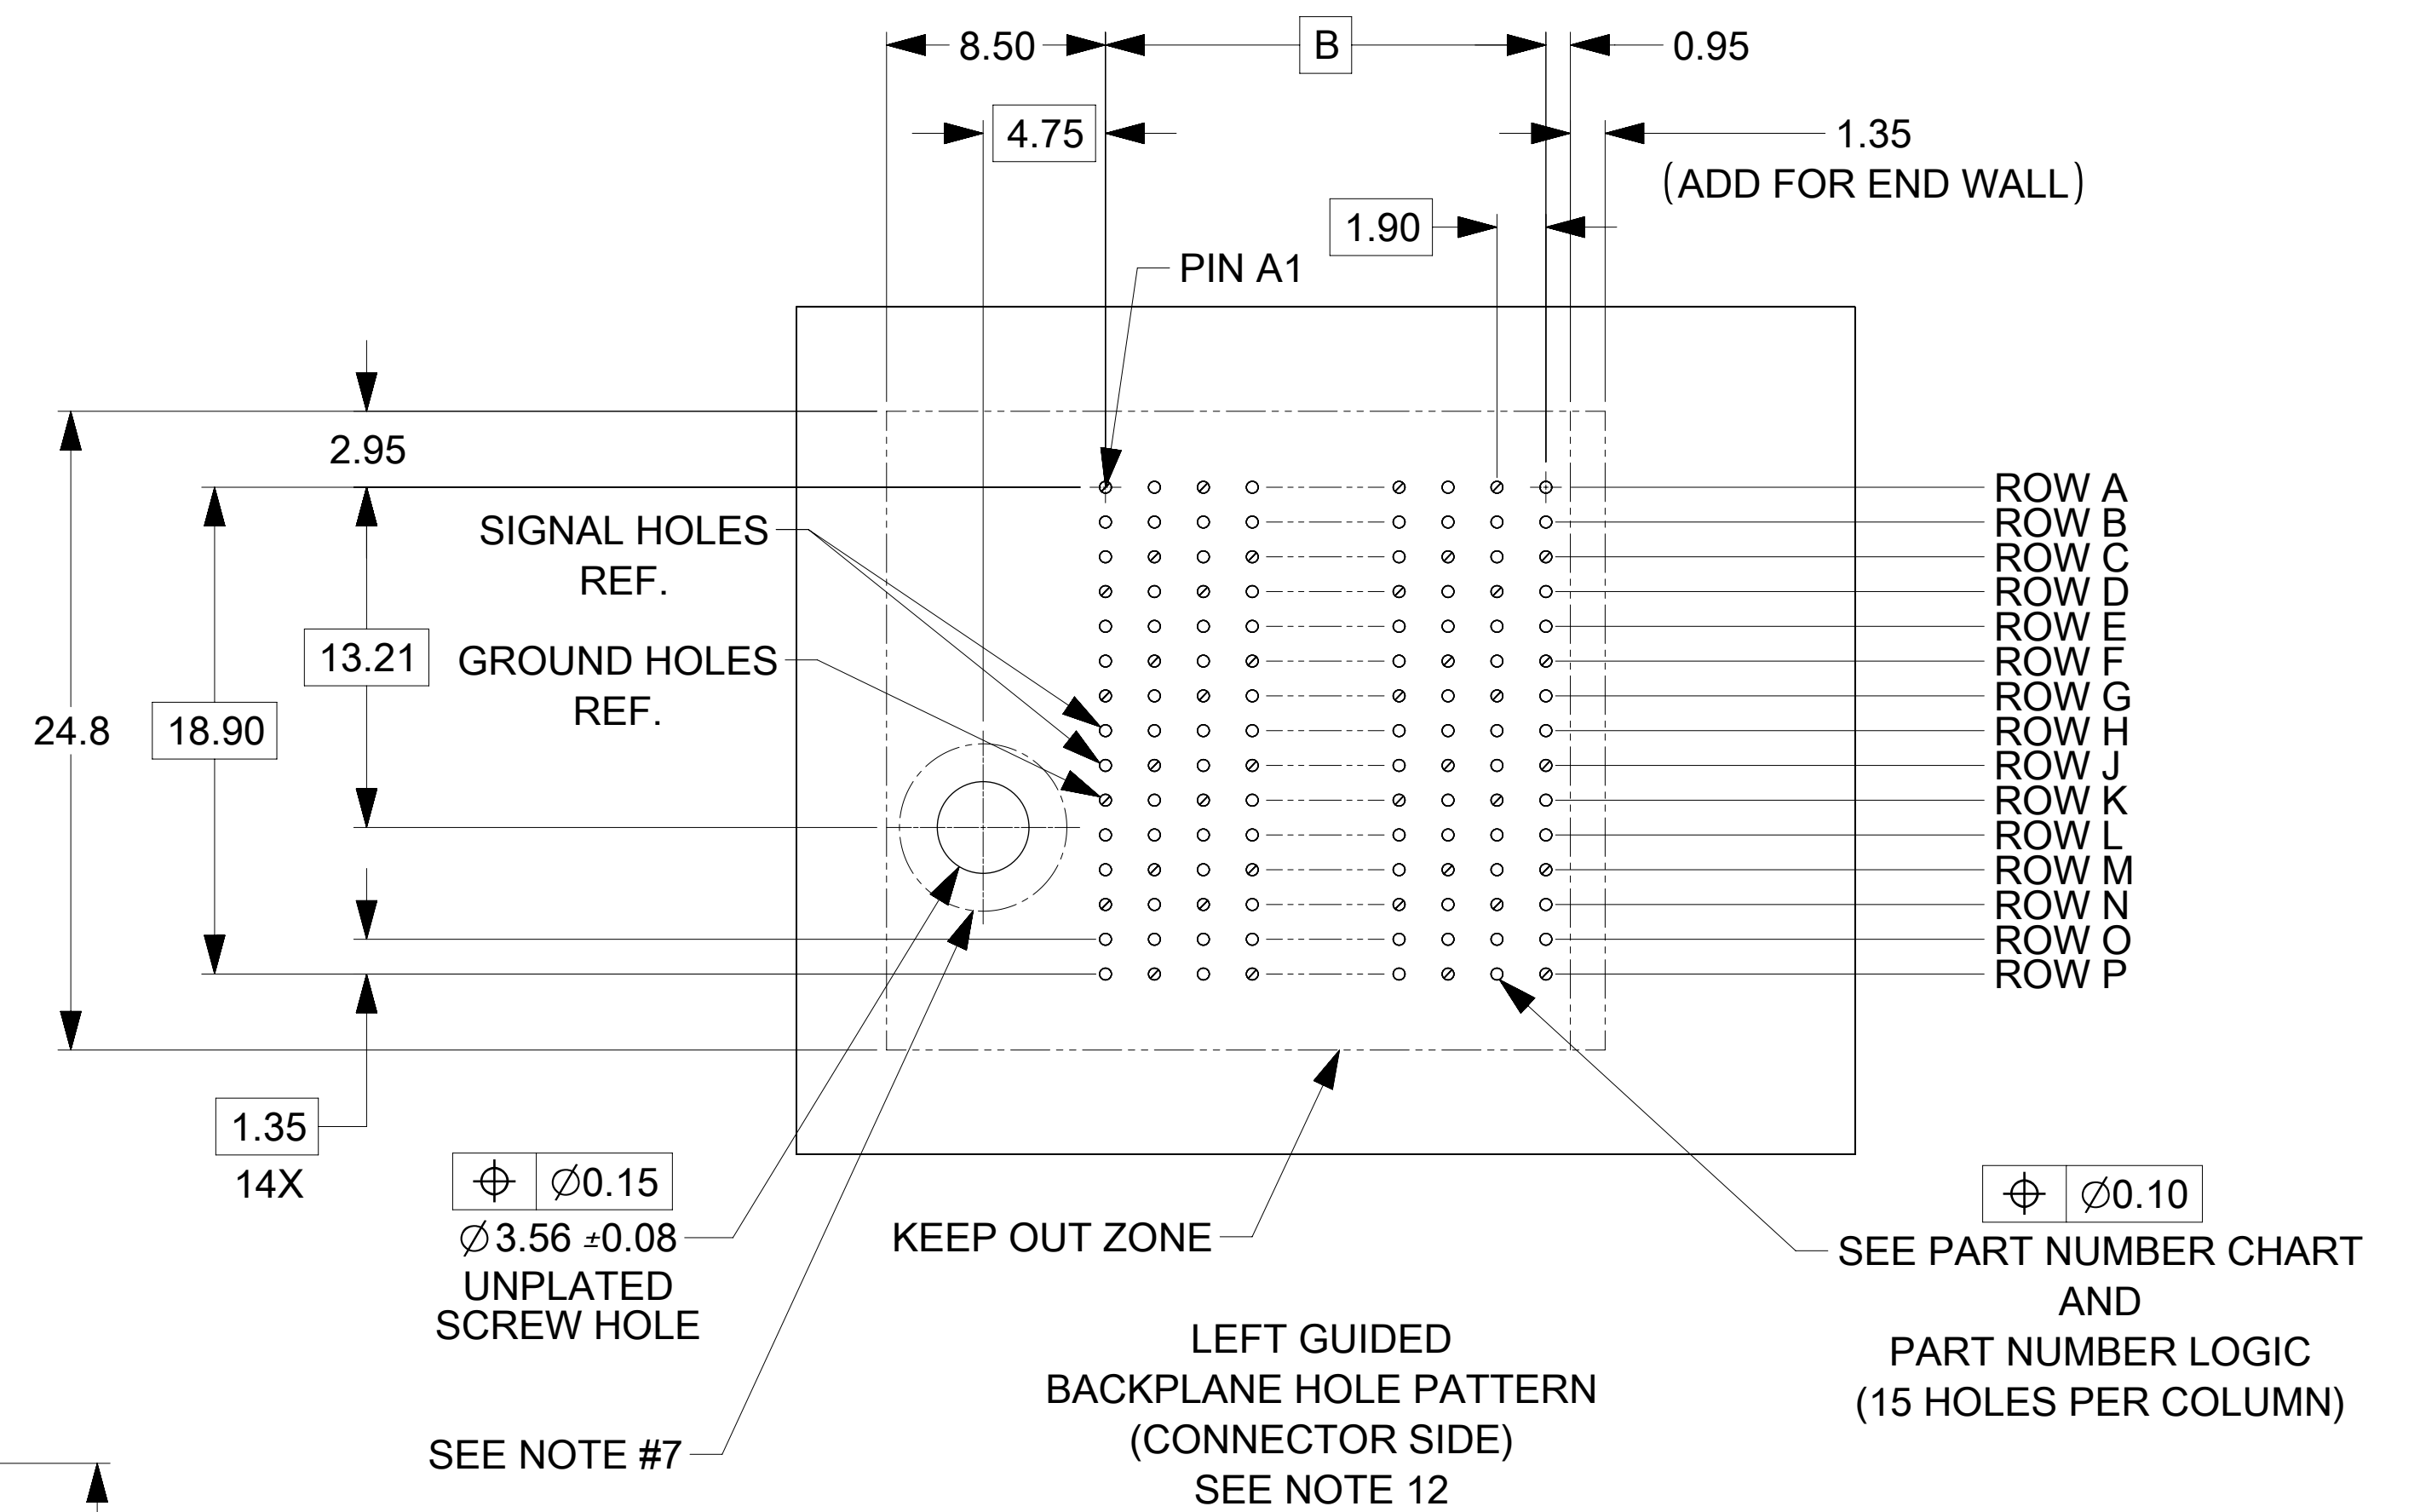 8.50
B
0.95
4.75
1.35
(ADD FOR END WALL)
1.90
PIN A1
2.95
SIGNAL HOLES
REF.
13.21
GROUND HOLES
REF.
24.8
18.90
ROW A
ROW B
ROW C
ROW D
ROW E
ROW F
ROW G
ROW H
ROW J
ROW K
ROW L
ROW M
ROW N
ROW O
ROW P
1.35
14X
⌖ ∅0.15
∅3.56 ±0.08
UNPLATED
SCREW HOLE
KEEP OUT ZONE
⌖ ∅0.10
SEE PART NUMBER CHART
AND
PART NUMBER LOGIC
(15 HOLES PER COLUMN)
SEE NOTE #7
LEFT GUIDED
BACKPLANE HOLE PATTERN
(CONNECTOR SIDE)
SEE NOTE 12